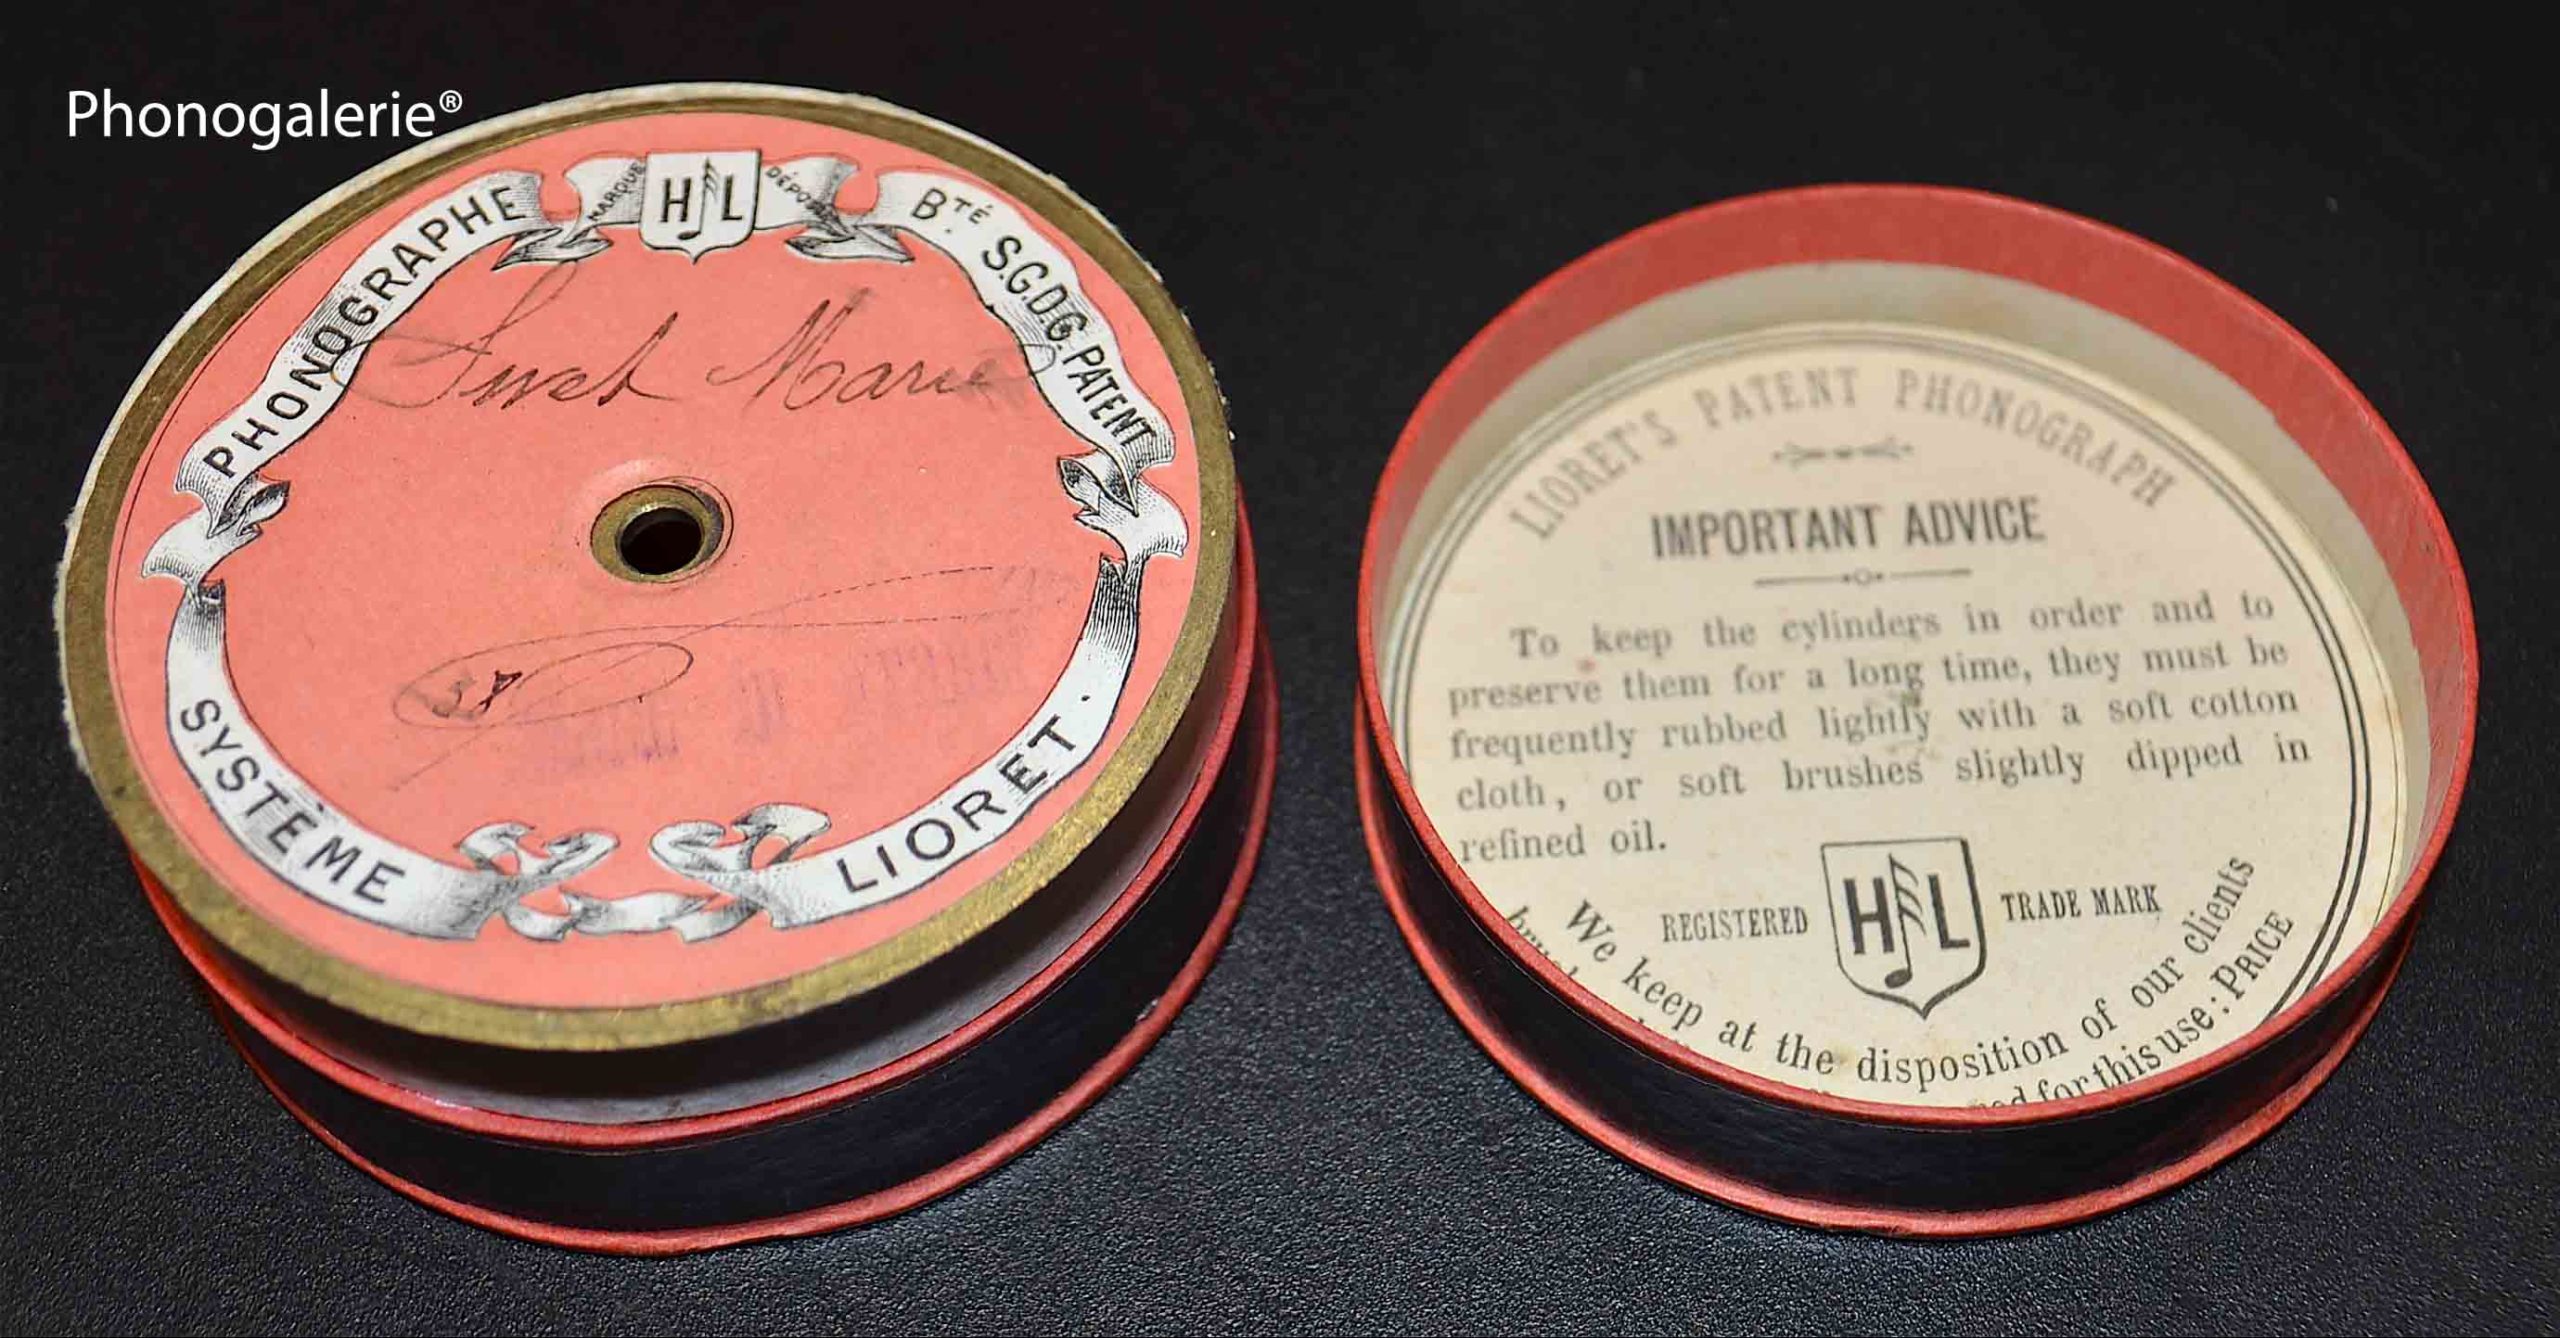 Phonogalerie®
PHONOGRAPHE
MARQUE
H L
DÉPOSÉE
BTÉ S.G.D.G. PATENT
Marie
SYSTÈME
LIORET.
LIORET'S PATENT PHONOGRAPH
IMPORTANT ADVICE
To keep the cylinders in order and to
preserve them for a long time, they must be
frequently rubbed lightly with a soft cotton
cloth, or soft brushes slightly dipped in
refined oil.
REGISTERED H L TRADE MARK
We keep at the disposition of our clients
for this use: PRICE